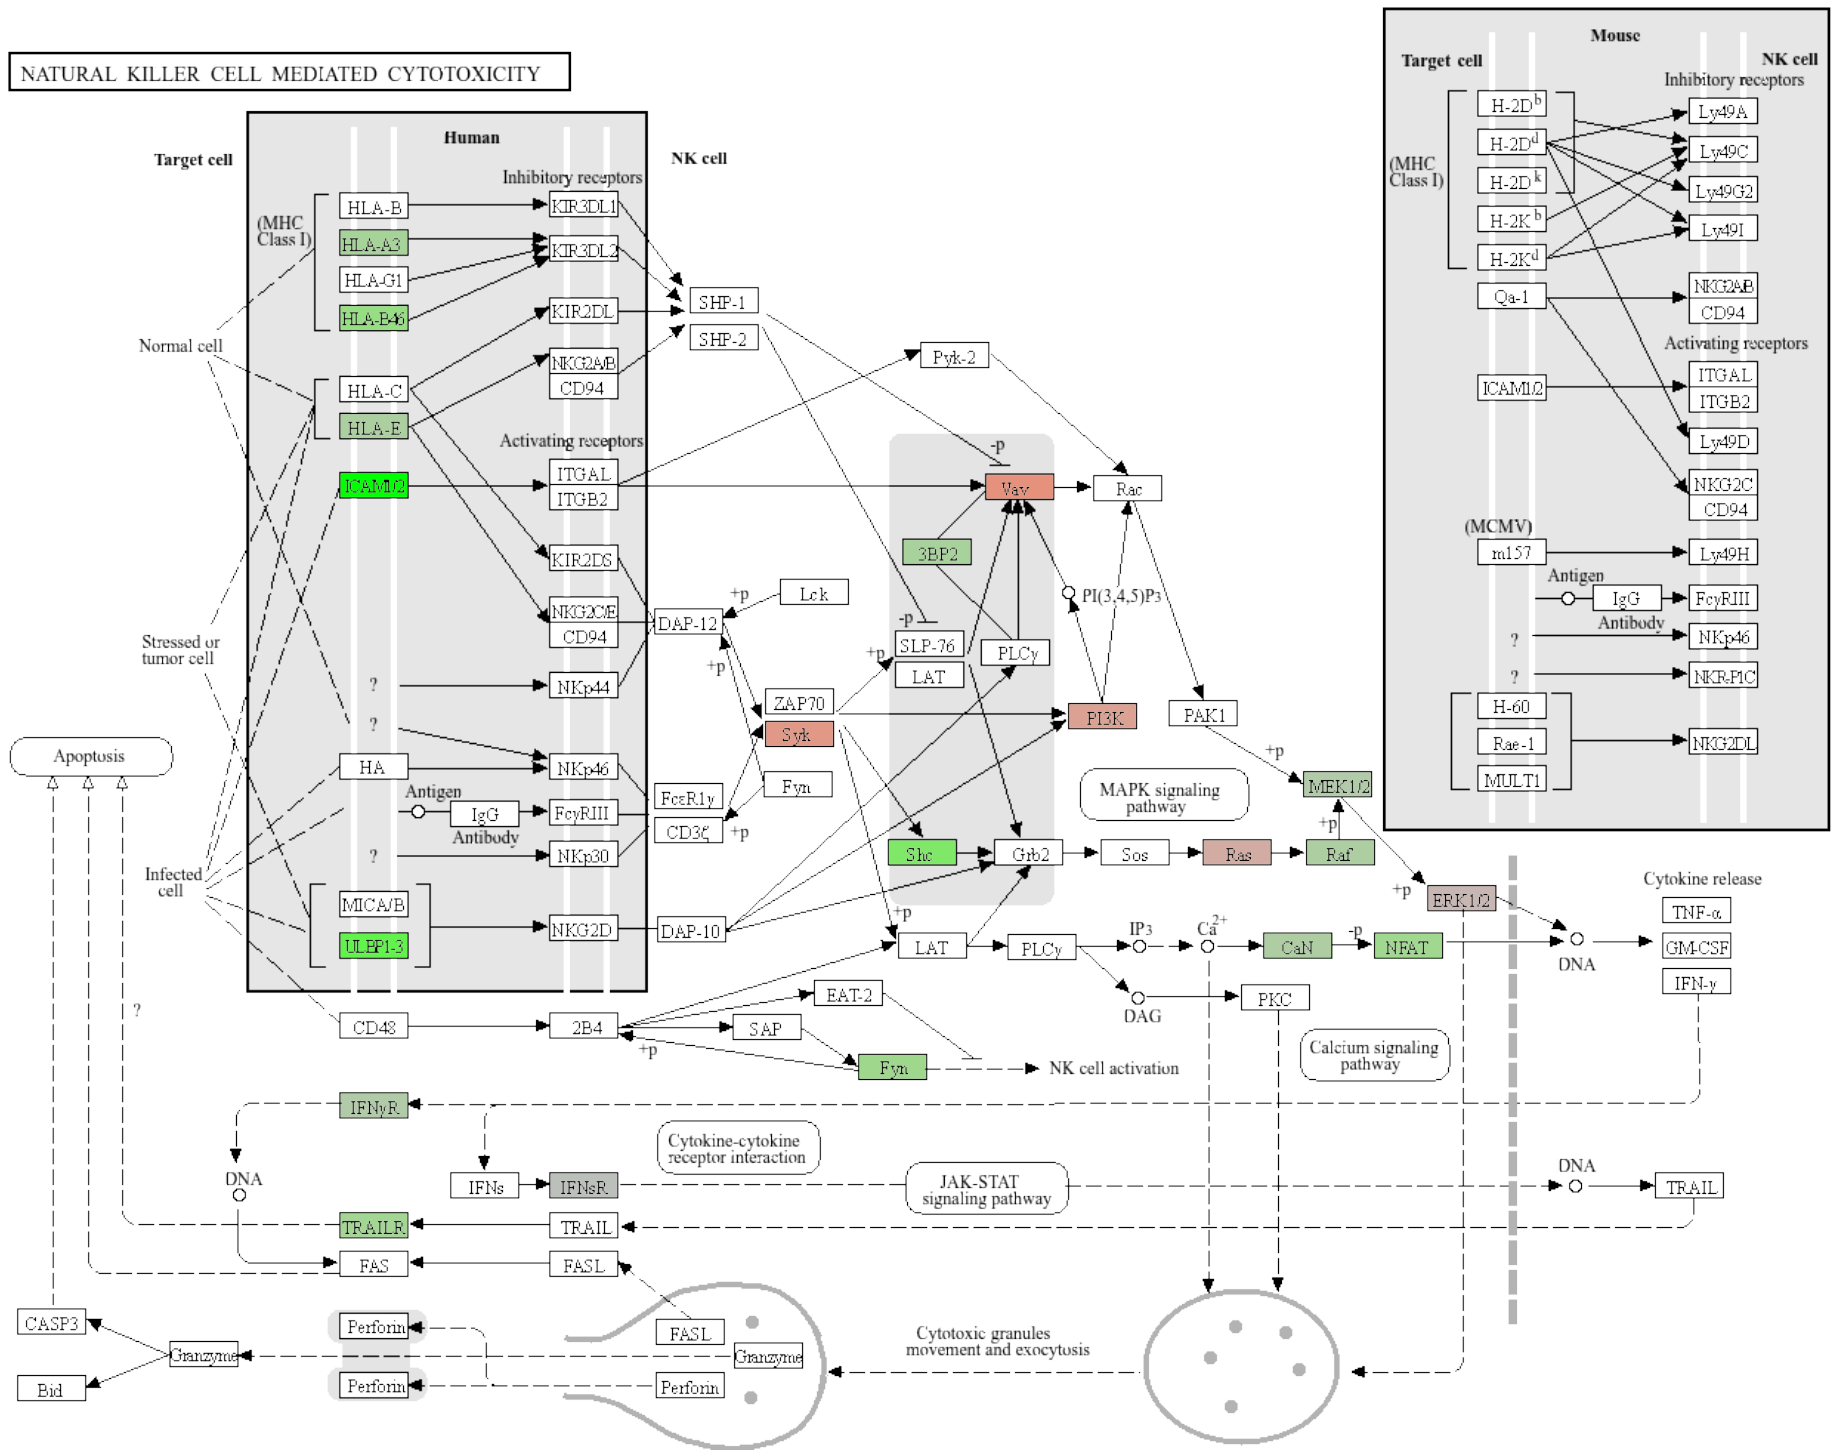 NATURAL KILLER CELL MEDIATED CYTOTOXICITY
Human
Target cell
NK cell
Inhibitory receptors
(MHC
Class I)
HLA-B
KIR3DL1
HLA-A3
KIR3DL2
HLA-G1
HLA-B46
KIR2DL
SHP-1
SHP-2
Normal cell
NKG2A/B
CD94
HLA-C
HLA-E
Pyk-2
Activating receptors
ITGAL
ITGB2
ICAM1/2
-p
Vav
Rac
3BP2
KIR2DS
NKG2C/E
CD94
DAP-12
+p
Lck
PI(3,4,5)P3
-p
SLP-76
LAT
PLCγ
+p
+p
Stressed or
tumor cell
?
NKp44
ZAP70
Syk
PI3K
PAK1
?
+p
Apoptosis
HA
NKp46
Fyn
MEK1/2
Antigen
IgG
Antibody
FcγRIII
FcεR1γ
CD3ζ
+p
MAPK signaling
pathway
+p
?
NKp30
Shc
Grb2
Sos
Ras
Raf
Infected
cell
MICA/B
ULBP1-3
NKG2D
DAP-10
+p
+p
ERK1/2
LAT
PLCγ
IP3
Ca2+
CaN
-p
NFAT
DNA
Cytokine release
TNF-α
GM-CSF
IFN-γ
DAG
PKC
?
CD48
2B4
EAT-2
SAP
+p
Fyn
NK cell activation
Calcium signaling
pathway
IFNγR
DNA
IFNs
IFNsR
Cytokine-cytokine
receptor interaction
JAK-STAT
signaling pathway
DNA
TRAIL
TRAILR
TRAIL
FAS
FASL
CASP3
Bid
Granzyme
Perforin
Perforin
FASL
Granzyme
Perforin
Cytotoxic granules
movement and exocytosis
Mouse
Target cell
NK cell
Inhibitory receptors
(MHC
Class I)
H-2Db
H-2Dd
H-2Dk
H-2Kb
H-2Kd
Ly49A
Ly49C
Ly49G2
Ly49I
Qa-1
NKG2A/B
CD94
Activating receptors
ICAM1/2
ITGAL
ITGB2
Ly49D
NKG2C
CD94
(MCMV)
m157
Ly49H
Antigen
IgG
Antibody
FcγRIII
?
NKp46
?
NKR-P1C
H-60
Rae-1
MULT1
NKG2DL